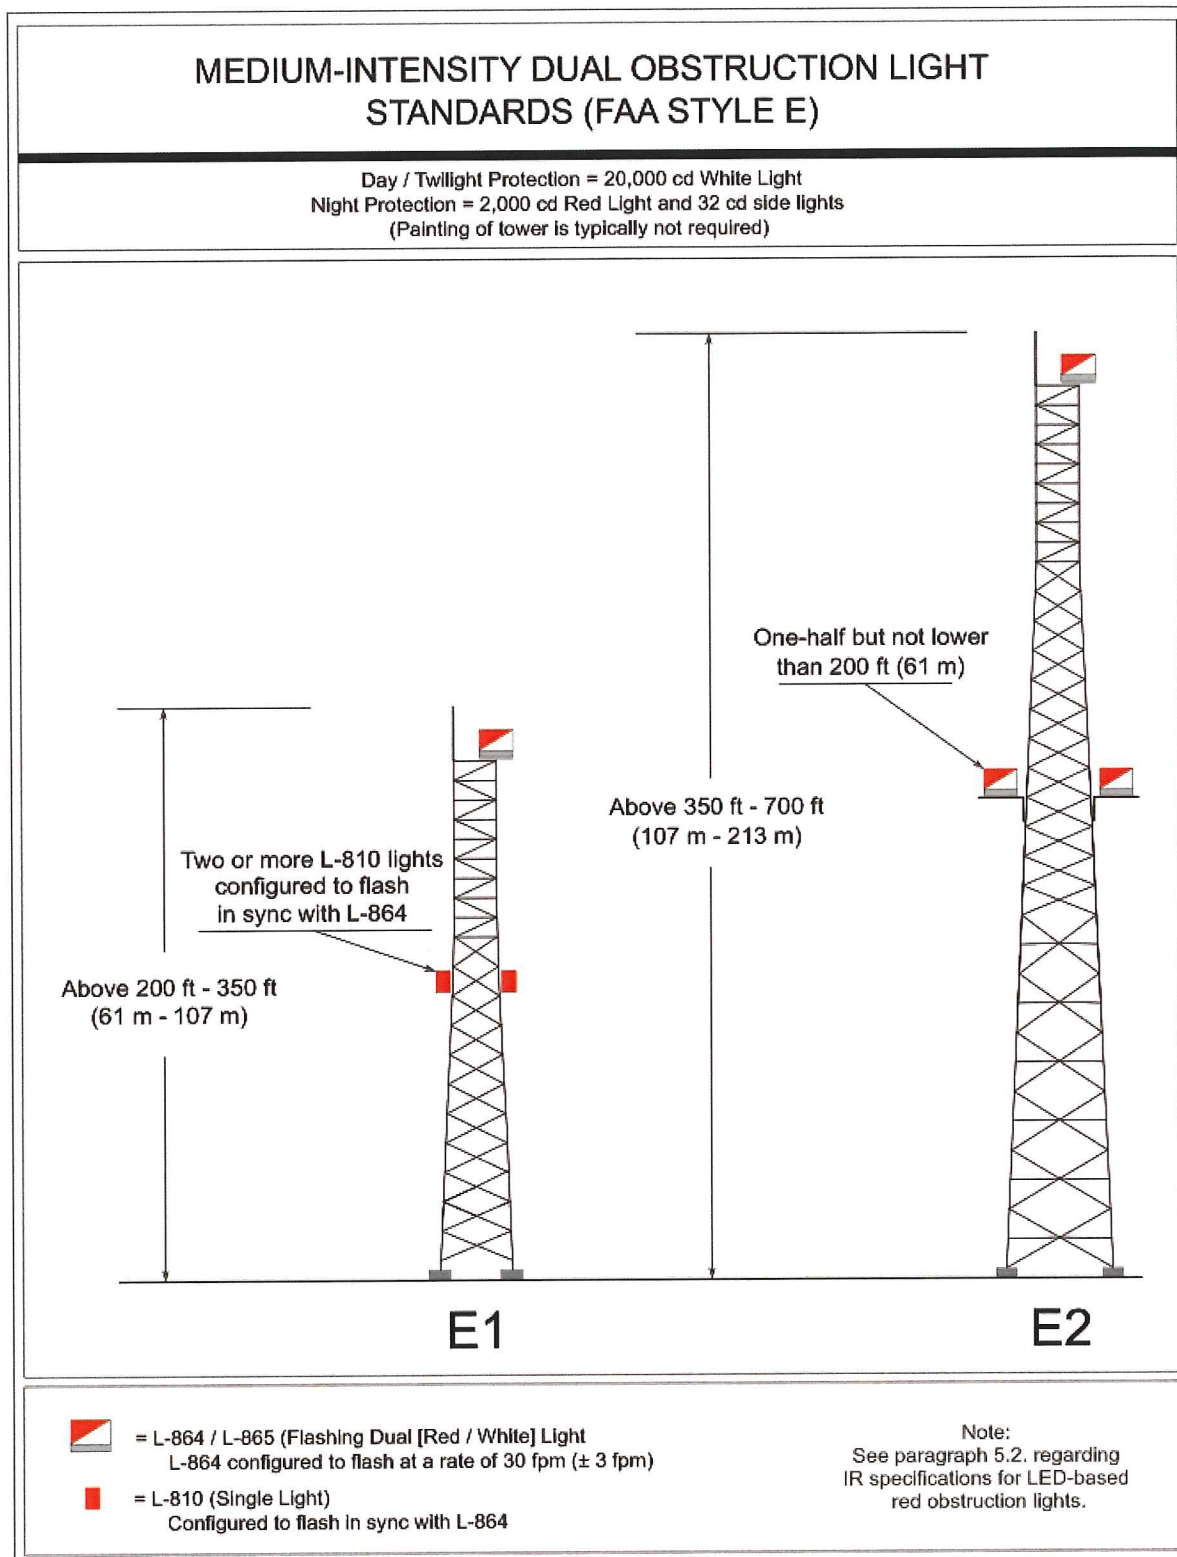 MEDIUM-INTENSITY DUAL OBSTRUCTION LIGHT
STANDARDS (FAA STYLE E)
Day / Twilight Protection = 20,000 cd White Light
Night Protection = 2,000 cd Red Light and 32 cd side lights
(Painting of tower is typically not required)
One-half but not lower
than 200 ft (61 m)
Above 350 ft - 700 ft
(107 m - 213 m)
Two or more L-810 lights
configured to flash
in sync with L-864
Above 200 ft - 350 ft
(61 m - 107 m)
E1
E2
= L-864 / L-865 (Flashing Dual [Red / White] Light
L-864 configured to flash at a rate of 30 fpm (± 3 fpm)
= L-810 (Single Light)
Configured to flash in sync with L-864
Note:
See paragraph 5.2. regarding
IR specifications for LED-based
red obstruction lights.